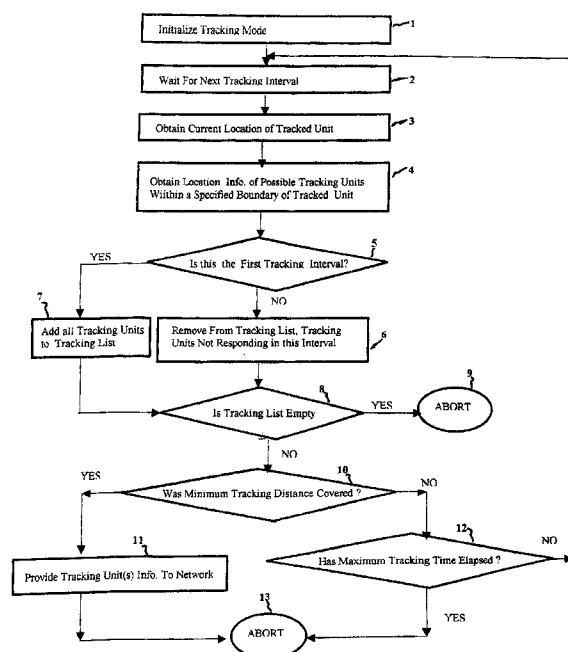 1
Initialize Tracking Mode
Wait For Next Tracking Interval
2
3
Obtain Current Location of Tracked Unit
4
Obtain Location Info. of Possible Tracking Units
Wiithin a Specified Boundary of Tracked Unit
5
YES
Is this the First Tracking Interval?
NO
7
Add all Tracking Units
to Tracking List
Remove From Tracking List, Tracking
Units Not Responding in this Interval
6
8
9
Is Tracking List Empty
YES
ABORT
NO
10
YES
Was Minimum Tracking Distance Covered ?
NO
12
NO
11
Has Maximum Tracking Time Elapsed ?
Provide Tracking Unit(s) Info. To Network
13
ABORT
YES